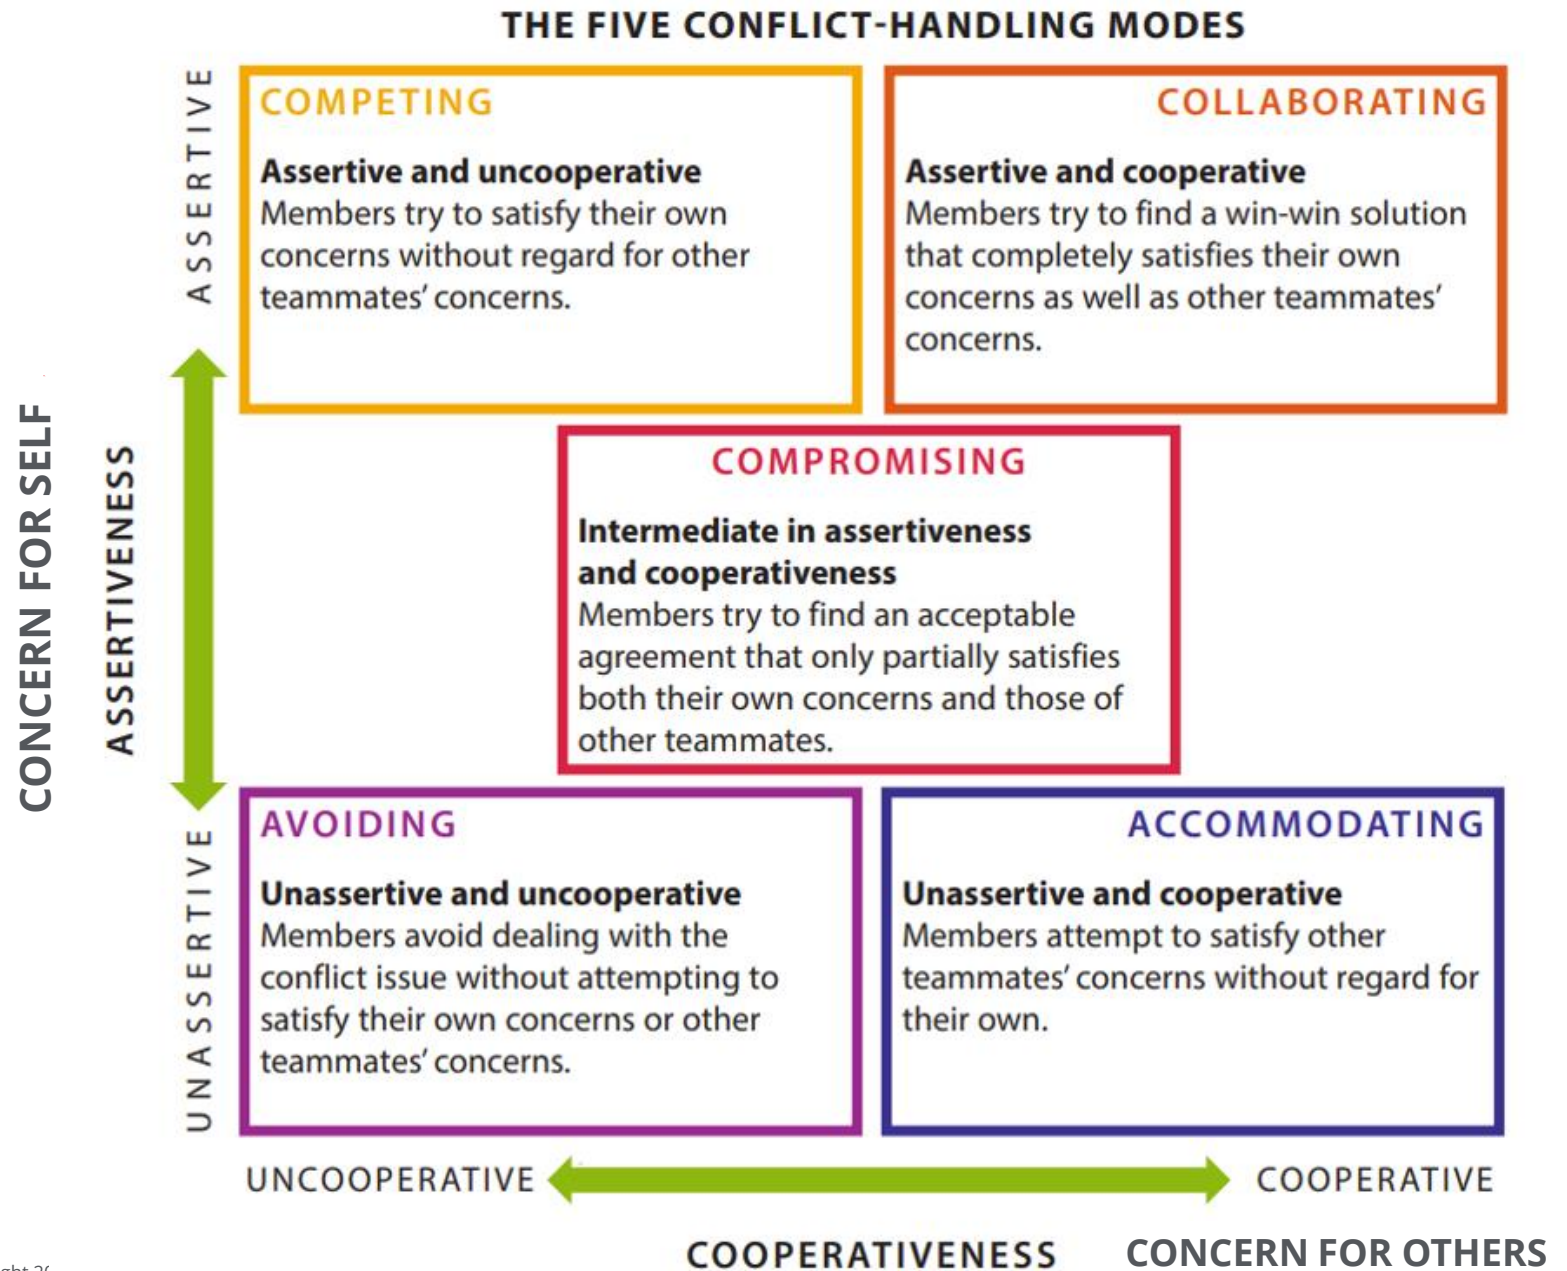 THE FIVE CONFLICT-HANDLING MODES
ASSERTIVE
COMPETING
Assertive and uncooperative
Members try to satisfy their own
concerns without regard for other
teammates’ concerns.
COLLABORATING
Assertive and cooperative
Members try to find a win-win solution
that completely satisfies their own
concerns as well as other teammates’
concerns.
CONCERN FOR SELF
ASSERTIVENESS
COMPROMISING
Intermediate in assertiveness
and cooperativeness
Members try to find an acceptable
agreement that only partially satisfies
both their own concerns and those of
other teammates.
UNASSERTIVE
AVOIDING
Unassertive and uncooperative
Members avoid dealing with the
conflict issue without attempting to
satisfy their own concerns or other
teammates’ concerns.
ACCOMMODATING
Unassertive and cooperative
Members attempt to satisfy other
teammates’ concerns without regard for
their own.
UNCOOPERATIVE
COOPERATIVE
COOPERATIVENESS
CONCERN FOR OTHERS